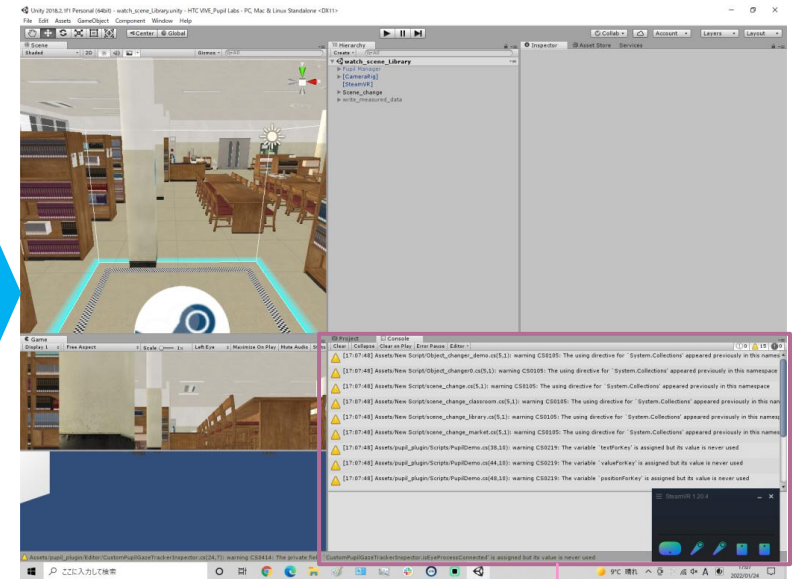 Unity 2018.2.1f1 Personal (64bit) - watch_scene_Library.unity - HTC VIVE_Pupil Labs - PC, Mac & Linux Standalone <DX11>
File Edit Assets GameObject Component Window Help
Center Global
Collab Account Layers Layout
Scene
Shaded 2D Gizmos All
Hierarchy
Create All
watch_scene_Library
Pupil Manager
[CameraRig]
[SteamVR]
Scene_change
write_measured_data
Inspector Asset Store Services
Game
Display 1 Free Aspect Scale 1x Left Eye Maximize On Play Mute Audio
Project Console
Clear Collapse Clear on Play Error Pause Editor 0 15 0
[17:07:48] Assets/New Script/Object_changer_demo.cs(5,1): warning CS0105: The using directive for `System.Collections' appeared previously in this names
[17:07:48] Assets/New Script/Object_changer0.cs(5,1): warning CS0105: The using directive for `System.Collections' appeared previously in this namespace
[17:07:48] Assets/New Script/scene_change.cs(5,1): warning CS0105: The using directive for `System.Collections' appeared previously in this namespace
[17:07:48] Assets/New Script/scene_change_classroom.cs(5,1): warning CS0105: The using directive for `System.Collections' appeared previously in this nan
[17:07:48] Assets/New Script/scene_change_library.cs(5,1): warning CS0105: The using directive for `System.Collections' appeared previously in this names
[17:07:48] Assets/New Script/scene_change_market.cs(5,1): warning CS0105: The using directive for `System.Collections' appeared previously in this names
[17:07:48] Assets/pupil_plugin/Scripts/PupilDemo.cs(38,10): warning CS0219: The variable `textForKey' is assigned but its value is never used
[17:07:48] Assets/pupil_plugin/Scripts/PupilDemo.cs(44,10): warning CS0219: The variable `valueForKey' is assigned but its value is never used
[17:07:48] Assets/pupil_plugin/Scripts/PupilDemo.cs(48,10): warning CS0219: The variable `positionForKey' is assigned but its value is never used
SteamVR 1.20.4
Assets/pupil_plugin/Editor/CustomPupilGazeTrackerInspector.cs(24,7): warning CS0414: The private field `CustomPupilGazeTrackerInspector.isEyeProcessConnected' is assigned but its value is never used
ここに入力して検索
9°C 晴れ
A
17:07
2022/01/24